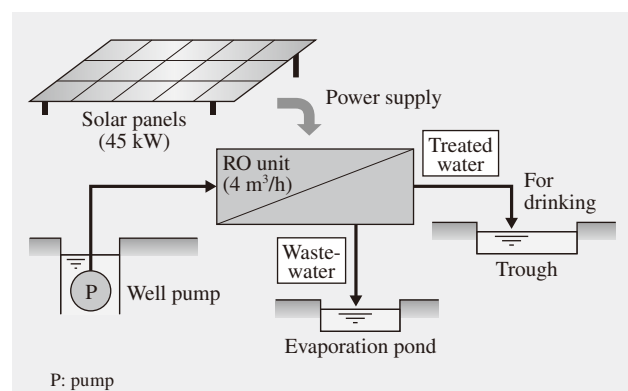 Solar panels
(45 kW)
Power supply
RO unit
(4 m³/h)
Treated
water
For
drinking
Trough
Waste-
water
P
Well pump
Evaporation pond
P: pump